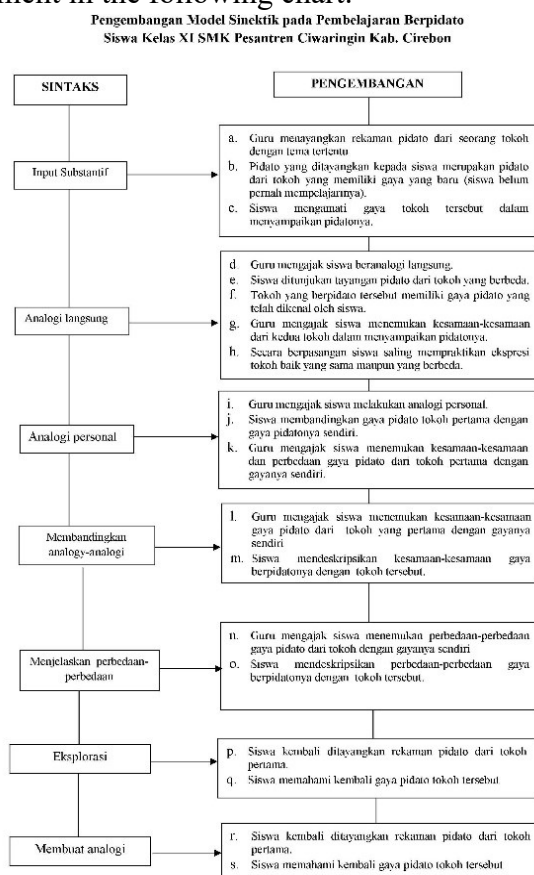 ment in the following chart.
Pengembangan Model Sinektik pada Pembelajaran Berpidato
Siswa Kelas XI SMK Pesantren Ciwaringin Kab. Cirebon
SINTAKS
PENGEMBANGAN
Input Substantif
a. Guru menayangkan rekaman pidato dari seorang tokoh
dengan tema tertentu
b. Pidato yang ditayangkan kepada siswa merupakan pidato
dari tokoh yang memiliki gaya yang baru (siswa belum
pernah mempelajarinya).
c. Siswa mengamati gaya tokoh tersebut dalam
menyampaikan pidatonya.
Analogi langsung
d. Guru mengajak siswa beranalogi langsung.
e. Siswa ditunjukan tayangan pidato dari tokoh yang berbeda.
f. Tokoh yang berpidato tersebut memiliki gaya pidato yang
telah dikenal oleh siswa.
g. Guru mengajak siswa menemukan kesamaan-kesamaan
dari kedua tokoh dalam menyampaikan pidatonya.
h. Secara berpasangan siswa saling mempraktikan ekspresi
tokoh baik yang sama maupun yang berbeda.
Analogi personal
i. Guru mengajak siswa melakukan analogi personal.
j. Siswa membandingkan gaya pidato tokoh pertama dengan
gaya pidatonya sendiri.
k. Guru mengajak siswa menemukan kesamaan-kesamaan
dan perbedaan gaya pidato dari tokoh pertama dengan
gayanya sendiri.
Membandingkan
analogy-analogi
l. Guru mengajak siswa menemukan kesamaan-kesamaan
gaya pidato dari tokoh yang pertama dengan gayanya
sendiri
m. Siswa mendeskripsikan kesamaan-kesamaan gaya
berpidatonya dengan tokoh tersebut.
Menjelaskan perbedaan-
perbedaan
n. Guru mengajak siswa menemukan perbedaan-perbedaan
gaya pidato dari tokoh dengan gayanya sendiri
o. Siswa mendeskripsikan perbedaan-perbedaan gaya
berpidatonya dengan tokoh tersebut.
Eksplorasi
p. Siswa kembali ditayangkan rekaman pidato dari tokoh
pertama.
q. Siswa memahami kembali gaya pidato tokoh tersebut
Membuat analogi
r. Siswa kembali ditayangkan rekaman pidato dari tokoh
pertama.
s. Siswa memahami kembali gaya pidato tokoh tersebut